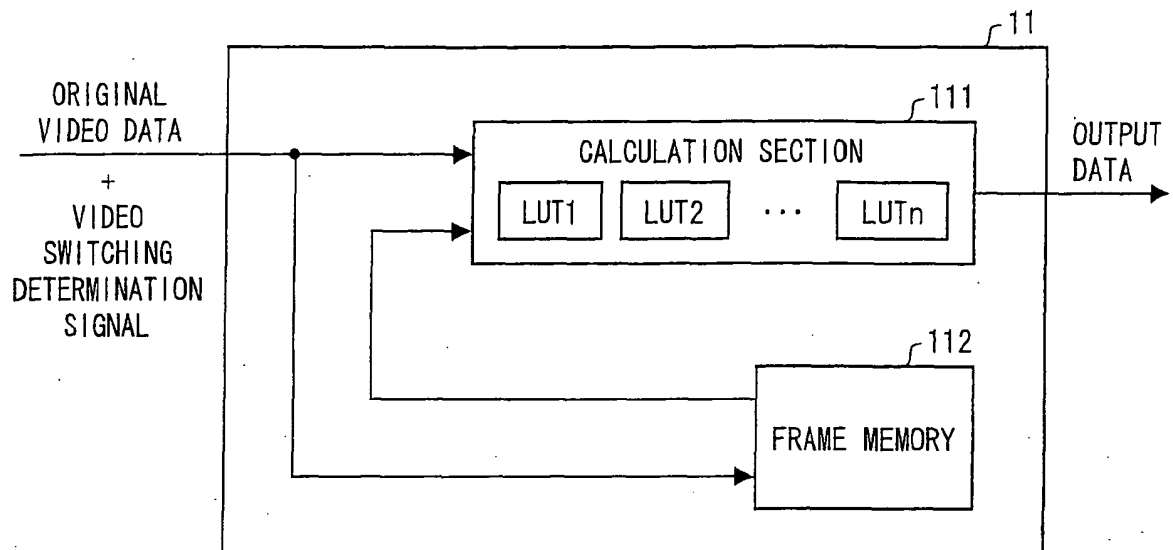 11
ORIGINAL
VIDEO DATA
+
VIDEO
SWITCHING
DETERMINATION
SIGNAL
111
CALCULATION SECTION
LUT1 LUT2 ... LUTn
OUTPUT
DATA
112
FRAME MEMORY